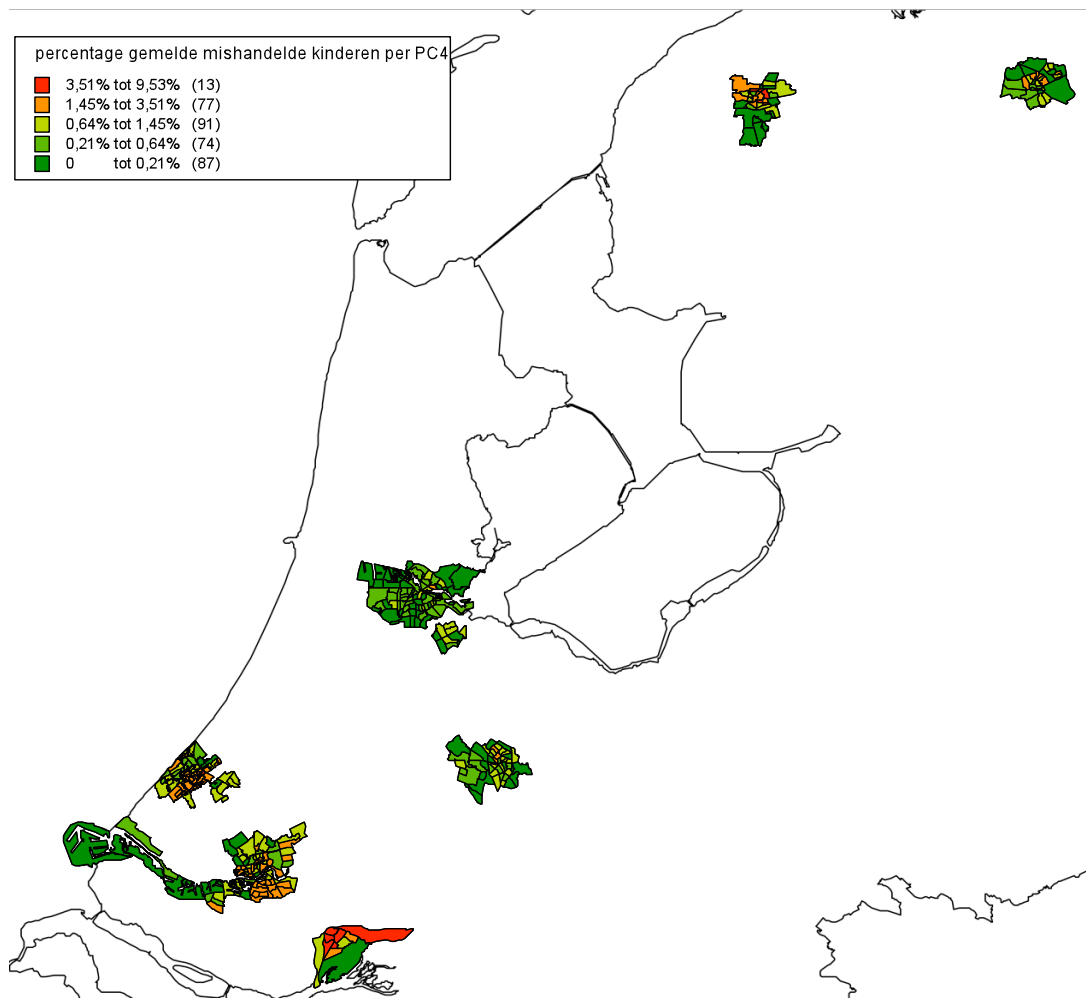 percentage gemelde mishandelde kinderen per PC4
3,51% tot 9,53% (13)
1,45% tot 3,51% (77)
0,64% tot 1,45% (91)
0,21% tot 0,64% (74)
0 tot 0,21% (87)